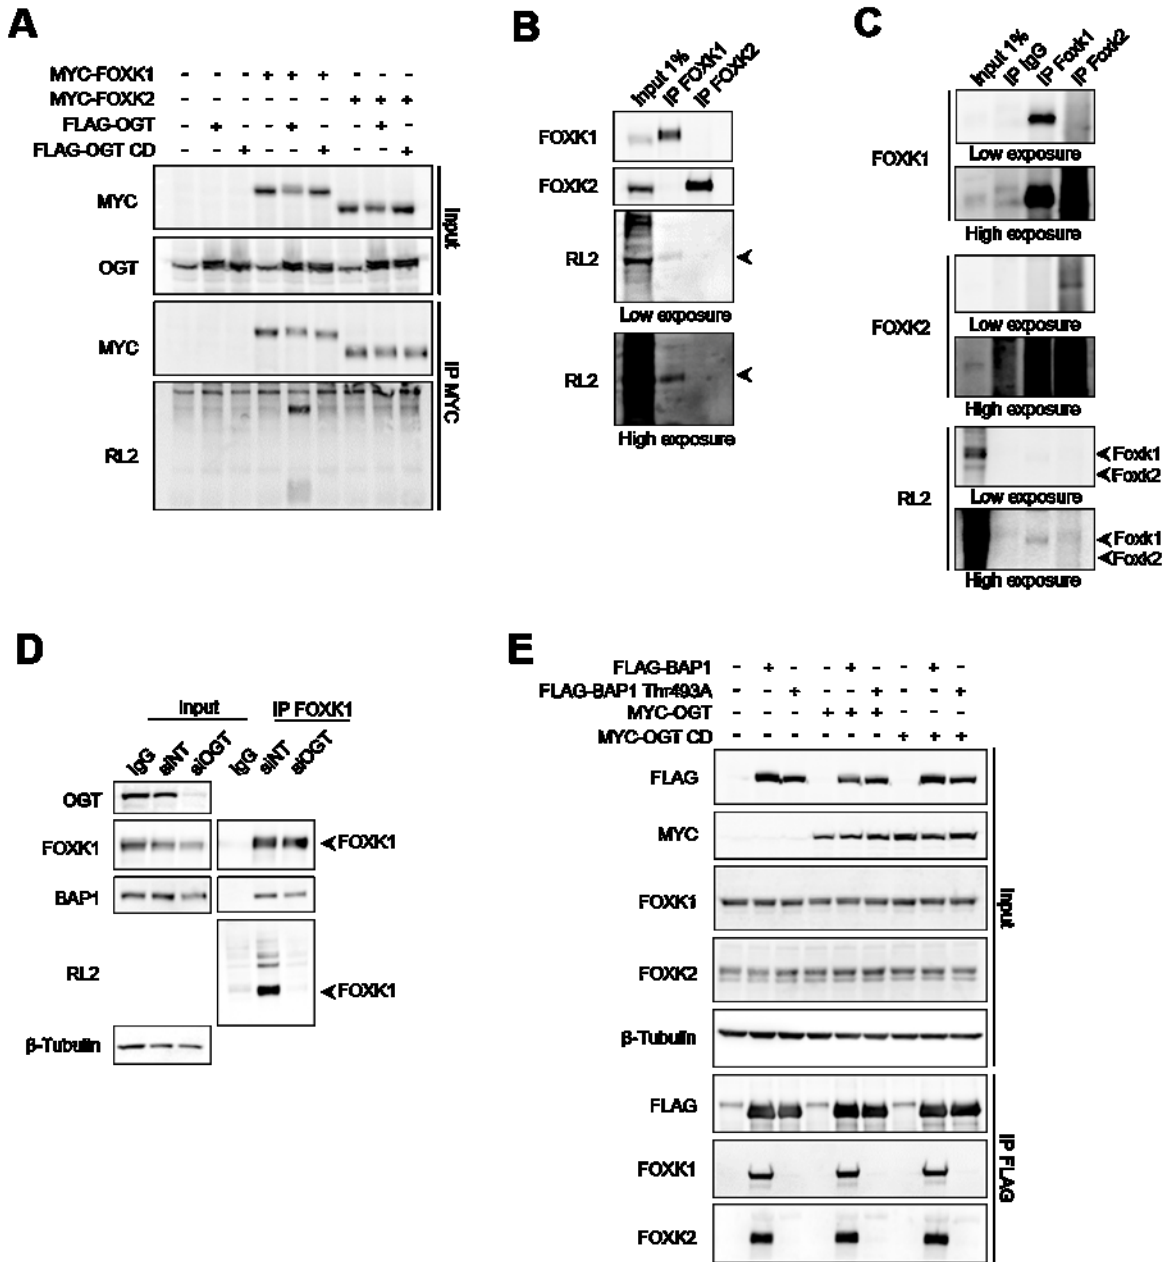 A
MYC-FOXK1 - - - + + + - - -
MYC-FOXK2 - - - - - - + + +
FLAG-OGT - + - - + - - + -
FLAG-OGT CD - - + - - + - - +
MYC
OGT
Input
MYC
RL2
IP MYC
B
Input 1%
IP FOXK1
IP FOXK2
FOXK1
FOXK2
RL2
Low exposure
RL2
High exposure
C
Input 1%
IP IgG
IP Foxk1
IP Foxk2
FOXK1
Low exposure
High exposure
FOXK2
Low exposure
High exposure
RL2
Foxk1
Foxk2
Low exposure
Foxk1
Foxk2
High exposure
D
Input
IP FOXK1
IgG
siNT
siOGT
IgG
siNT
siOGT
OGT
FOXK1
FOXK1
BAP1
RL2
FOXK1
β-Tubulin
E
FLAG-BAP1 - + - - + - - + -
FLAG-BAP1 Thr493A - - + - - + - - +
MYC-OGT - - - + + + - - -
MYC-OGT CD - - - - - - + + +
FLAG
MYC
FOXK1
FOXK2
β-Tubulin
Input
FLAG
FOXK1
FOXK2
IP FLAG